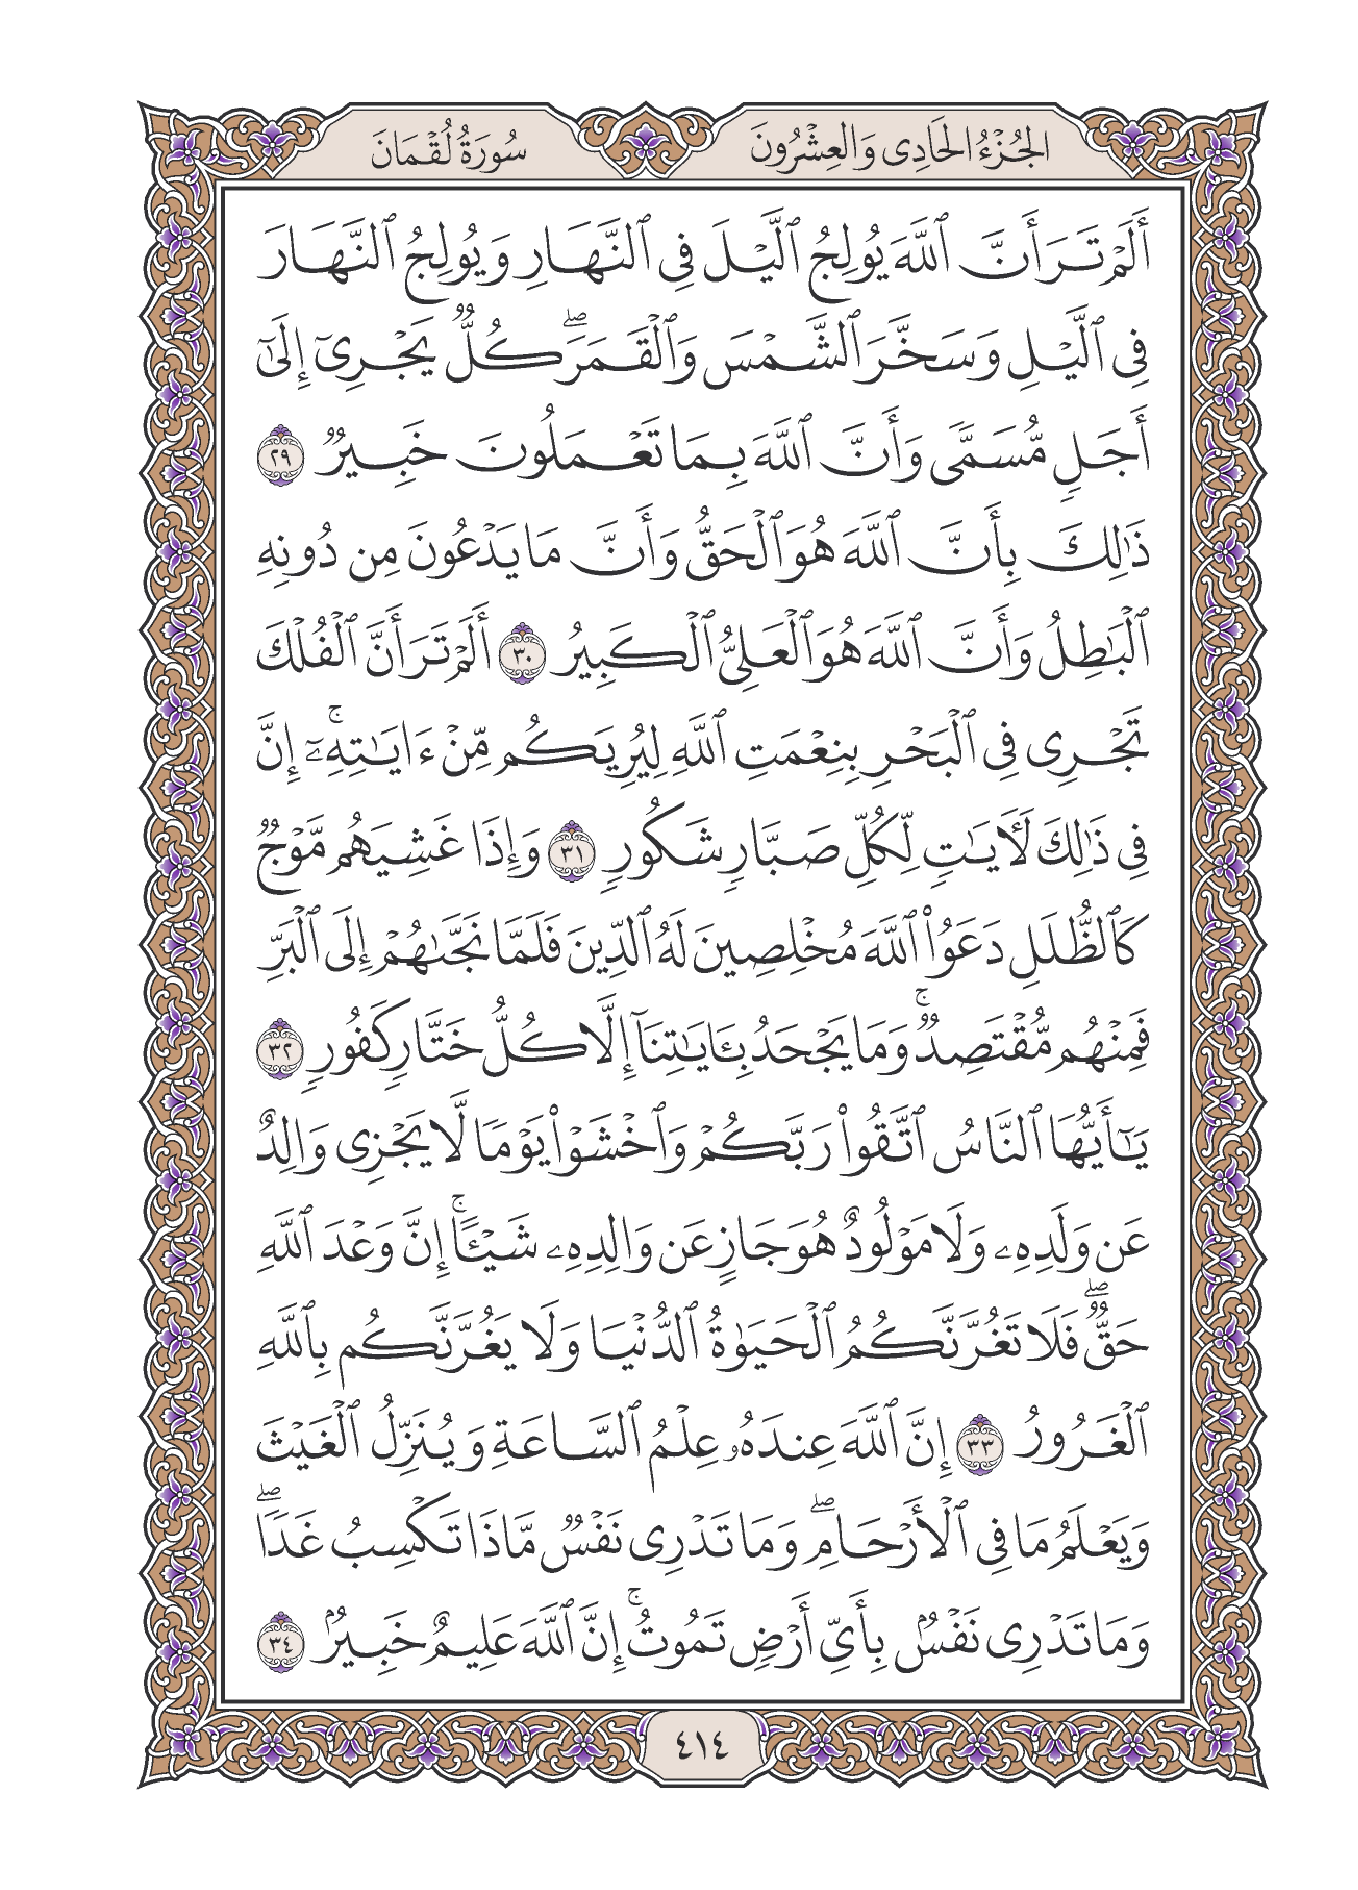 الجُزْءُ الحَادِى وَالعِشْرُونَ
سُورَةُ لُقْمَانَ
أَلَمْ تَرَ أَنَّ ٱللَّهَ يُولِجُ ٱلَّيْلَ فِى ٱلنَّهَارِ وَيُولِجُ ٱلنَّهَارَ
فِى ٱلَّيْلِ وَسَخَّرَ ٱلشَّمْسَ وَٱلْقَمَرَۖ كُلٌّ يَجْرِىٓ إِلَىٰٓ
أَجَلٍ مُّسَمًّى وَأَنَّ ٱللَّهَ بِمَا تَعْمَلُونَ خَبِيرٌ ٢٩
ذَٰلِكَ بِأَنَّ ٱللَّهَ هُوَ ٱلْحَقُّ وَأَنَّ مَا يَدْعُونَ مِن دُونِهِ
ٱلْبَٰطِلُ وَأَنَّ ٱللَّهَ هُوَ ٱلْعَلِىُّ ٱلْكَبِيرُ ٣٠ أَلَمْ تَرَ أَنَّ ٱلْفُلْكَ
تَجْرِى فِى ٱلْبَحْرِ بِنِعْمَتِ ٱللَّهِ لِيُرِيَكُم مِّنْ ءَايَٰتِهِۦٓۚ إِنَّ
فِى ذَٰلِكَ لَأٓيَٰتٍ لِّكُلِّ صَبَّارٍ شَكُورٍ ٣١ وَإِذَا غَشِيَهُم مَّوْجٌ
كَٱلظُّلَلِ دَعَوُا۟ ٱللَّهَ مُخْلِصِينَ لَهُ ٱلدِّينَ فَلَمَّا نَجَّىٰهُمْ إِلَى ٱلْبَرِّ
فَمِنْهُم مُّقْتَصِدٌۚ وَمَا يَجْحَدُ بِـَٔايَٰتِنَآ إِلَّا كُلُّ خَتَّارٍ كَفُورٍ ٣٢
يَٰٓأَيُّهَا ٱلنَّاسُ ٱتَّقُوا۟ رَبَّكُمْ وَٱخْشَوْا۟ يَوْمًا لَّا يَجْزِى وَالِدٌ
عَن وَلَدِهِۦ وَلَا مَوْلُودٌ هُوَ جَازٍ عَن وَالِدِهِۦ شَيْـًٔاۚ إِنَّ وَعْدَ ٱللَّهِ
حَقٌّۖ فَلَا تَغُرَّنَّكُمُ ٱلْحَيَوٰةُ ٱلدُّنْيَا وَلَا يَغُرَّنَّكُم بِٱللَّهِ
ٱلْغَرُورُ ٣٣ إِنَّ ٱللَّهَ عِندَهُۥ عِلْمُ ٱلسَّاعَةِ وَيُنَزِّلُ ٱلْغَيْثَ
وَيَعْلَمُ مَا فِى ٱلْأَرْحَامِۖ وَمَا تَدْرِى نَفْسٌ مَّاذَا تَكْسِبُ غَدًاۖ
وَمَا تَدْرِى نَفْسٌۢ بِأَىِّ أَرْضٍ تَمُوتُۚ إِنَّ ٱللَّهَ عَلِيمٌ خَبِيرٌۢ ٣٤
٤١٤